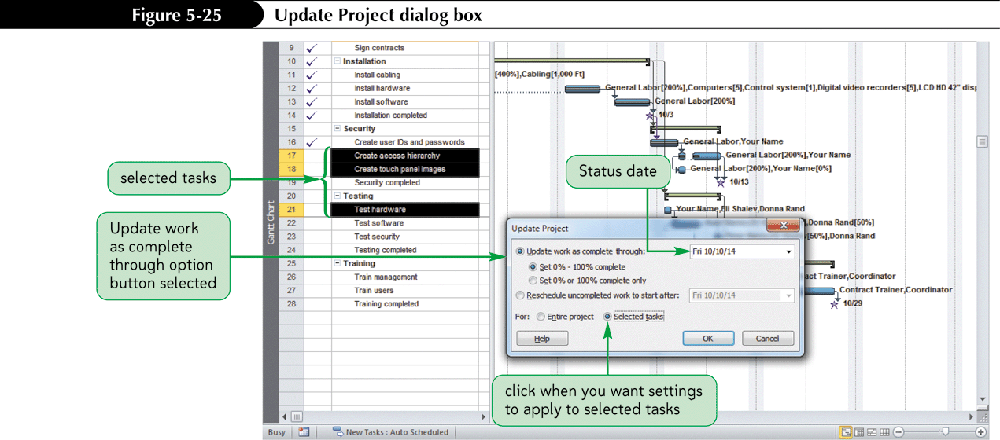 Figure 5-25
Update Project dialog box
9 Sign contracts
10 Installation
11 Install cabling
[400%],Cabling[1,000 Ft]
12 Install hardware
General Labor[200%],Computers[5],Control system[1],Digital video recorders[5],LCD HD 42" disp
13 Install software
General Labor[200%]
14 Installation completed
10/3
15 Security
16 Create user IDs and passwords
General Labor,Your Name
17 Create access hierarchy
General Labor[200%],Your Name
18 Create touch panel images
General Labor[200%],Your Name[0%]
19 Security completed
10/13
20 Testing
21 Test hardware
Your Name,Eli Shalev,Donna Rand
22 Test software
],Donna Rand[50%]
23 Test security
[50%],Donna Rand
24 Testing completed
25 Training
26 Train management
act Trainer,Coordinator
27 Train users
Contract Trainer,Coordinator
28 Training completed
10/29
selected tasks
Update work
as complete
through option
button selected
Status date
Gantt Chart
Update Project
Update work as complete through:
Fri 10/10/14
Set 0% - 100% complete
Set 0% or 100% complete only
Reschedule uncompleted work to start after:
Fri 10/10/14
For:
Entire project
Selected tasks
Help
OK
Cancel
click when you want settings
to apply to selected tasks
Busy
New Tasks : Auto Scheduled